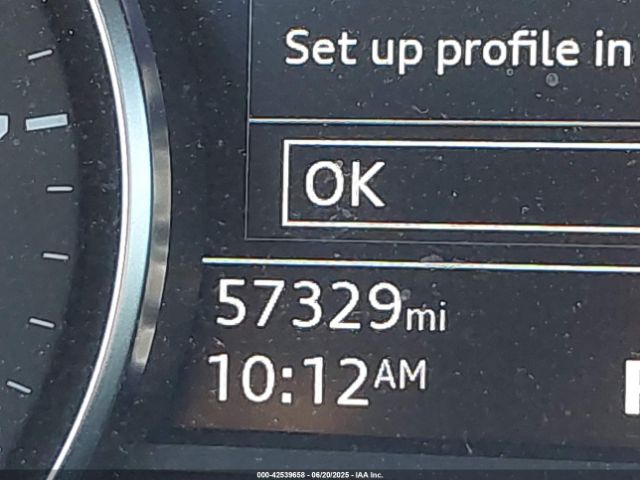 Set up profile in
OK
57329mi
10:12AM
000-42539658 - 06/20/2025 - IAA Inc.